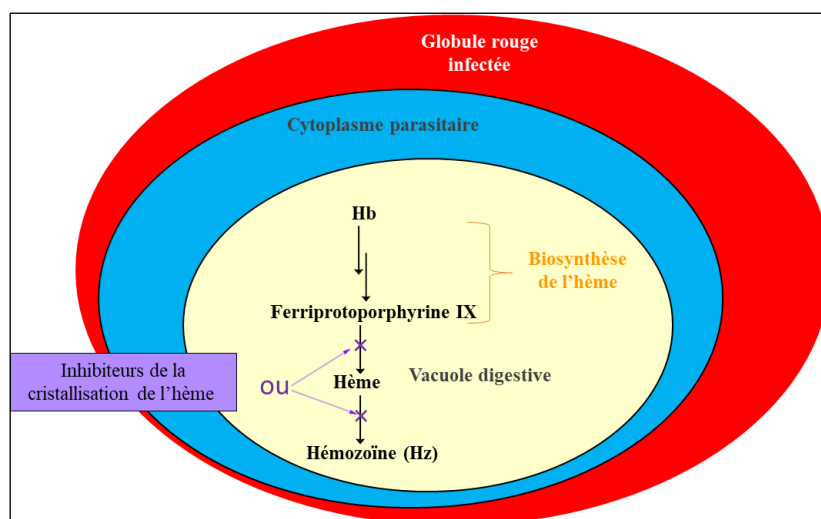 Globule rouge
infectée
Cytoplasme parasitaire
Hb
Biosynthèse
de l'hème
Ferriprotoporphyrine IX
Inhibiteurs de la
cristallisation de l'hème
ou
Hème
Vacuole digestive
Hémozoïne (Hz)